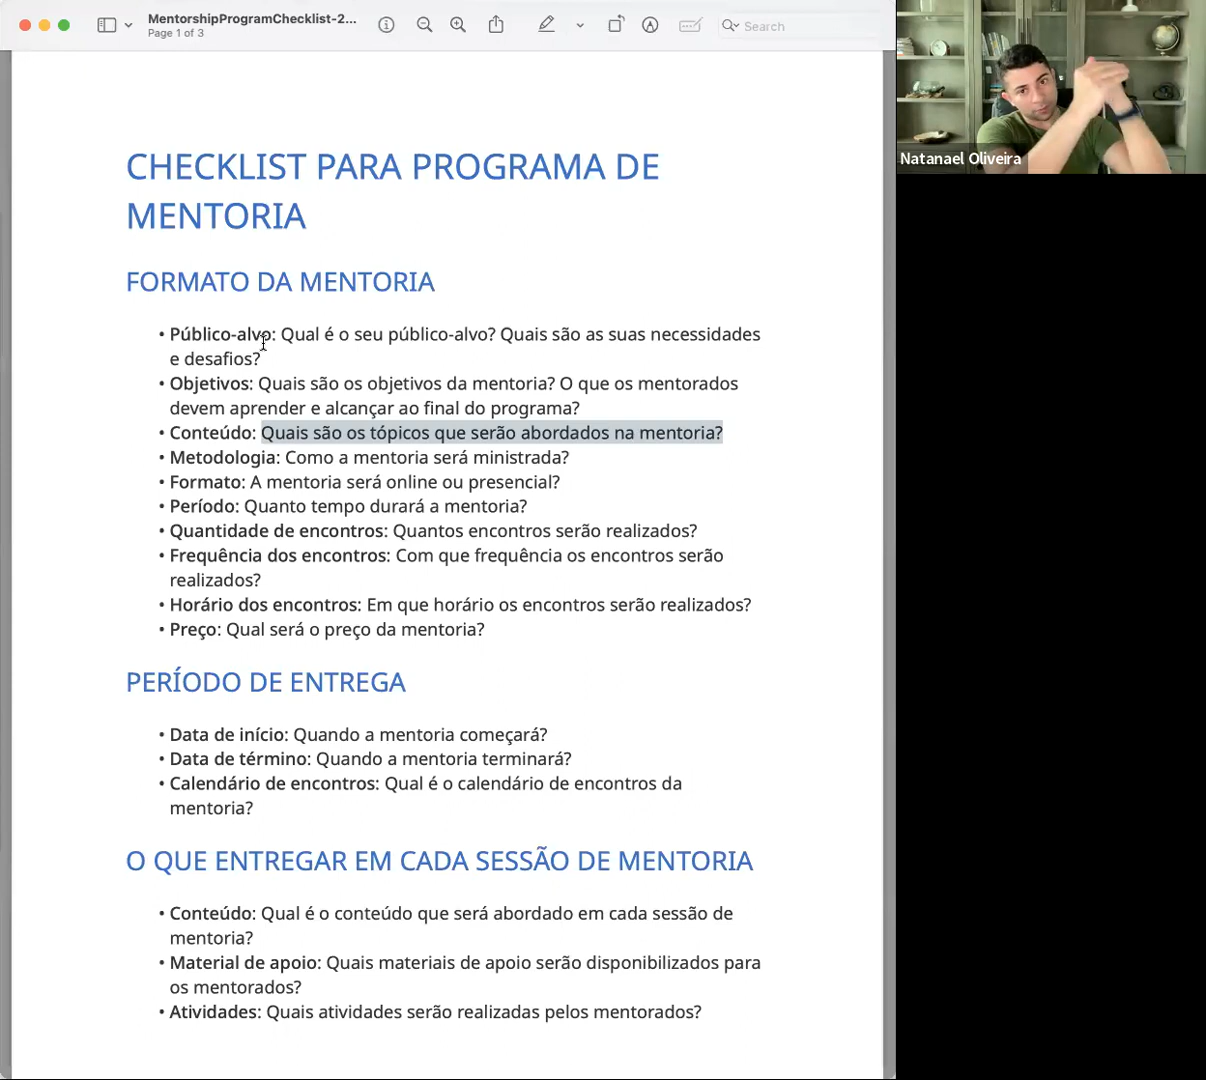 MentorshipProgramChecklist-2...
Page 1 of 3
Search
Natanael Oliveira
CHECKLIST PARA PROGRAMA DE
MENTORIA
FORMATO DA MENTORIA
• Público-alvo: Qual é o seu público-alvo? Quais são as suas necessidades
e desafios?
• Objetivos: Quais são os objetivos da mentoria? O que os mentorados
devem aprender e alcançar ao final do programa?
• Conteúdo: Quais são os tópicos que serão abordados na mentoria?
• Metodologia: Como a mentoria será ministrada?
• Formato: A mentoria será online ou presencial?
• Período: Quanto tempo durará a mentoria?
• Quantidade de encontros: Quantos encontros serão realizados?
• Frequência dos encontros: Com que frequência os encontros serão
realizados?
• Horário dos encontros: Em que horário os encontros serão realizados?
• Preço: Qual será o preço da mentoria?
PERÍODO DE ENTREGA
• Data de início: Quando a mentoria começará?
• Data de término: Quando a mentoria terminará?
• Calendário de encontros: Qual é o calendário de encontros da
mentoria?
O QUE ENTREGAR EM CADA SESSÃO DE MENTORIA
• Conteúdo: Qual é o conteúdo que será abordado em cada sessão de
mentoria?
• Material de apoio: Quais materiais de apoio serão disponibilizados para
os mentorados?
• Atividades: Quais atividades serão realizadas pelos mentorados?